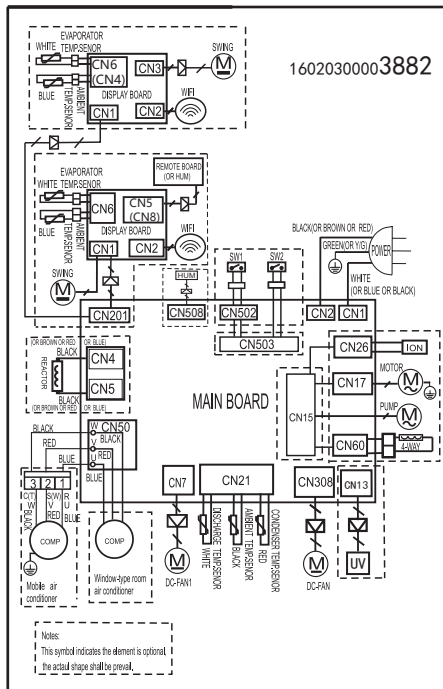 EVAPORATOR
WHITE TEMP.SENOR
BLUE
AMBIENT
TEMP.SENOR
CN6
(CN4)
CN3
DISPLAY BOARD
CN1
CN2
SWING
M
WIFI
16020300003882
EVAPORATOR
WHITE TEMP.SENOR
BLUE
AMBIENT
TEMP.SENOR
CN6
REMOTE BOARD
(OR HUM)
CN5
(CN8)
DISPLAY BOARD
CN1
CN2
WIFI
SWING
M
CN201
HUM
CN508
SW1
SW2
CN502
CN503
BLACK(OR BROWN OR RED)
GREEN(OR Y/G)
POWER
WHITE
(OR BLUE OR BLACK)
CN2
CN1
(OR BROWN OR RED
OR BLUE)
BLACK
REACTOR
CN4
CN5
BLACK
(OR BROWN OR RED
OR BLUE)
MAIN BOARD
CN26
ION
CN17
MOTOR
M
CN15
PUMP
M
CN60
4-WAY
BLACK
RED
BLUE
W
V
U
CN50
BLACK
RED
BLUE
3 2 1
C(T)
W
BLACK
S(W)
V
RED
R
U
BLUE
COMP
Mobile air
conditioner
COMP
Window-type room
air conditioner
CN7
M
DC-FAN1
CN21
DISCHARGE TEMP.SENOR
WHITE
AMBIENT TEMP.SENOR
BLACK
CONDENSER TEMP.SENOR
RED
CN308
M
DC-FAN
CN13
UV
Notes:
This symbol indicates the element is optional,
the actaul shape shall be prevail.